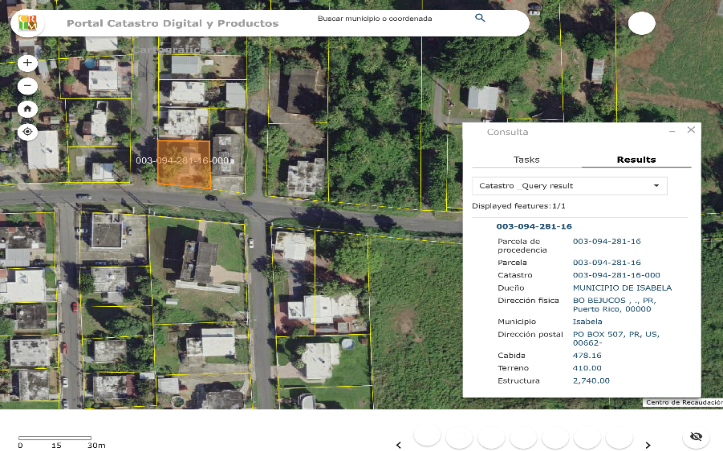 Portal Catastro Digital y Productos
Cartográficos
Buscar municipio o coordenada
003-094-281-16-000
Consulta
Tasks
Results
Catastro _Query result
Displayed features:1/1
003-094-281-16
Parcela de procedencia 003-094-281-16
Parcela 003-094-281-16
Catastro 003-094-281-16-000
Dueño MUNICIPIO DE ISABELA
Dirección física BO BEJUCOS , ., PR,
Puerto Rico, 00000
Municipio Isabela
Dirección postal PO BOX 507, PR, US,
00662-
Cabida 478.16
Terreno 410.00
Estructura 2,740.00
Centro de Recaudación
0 15 30m